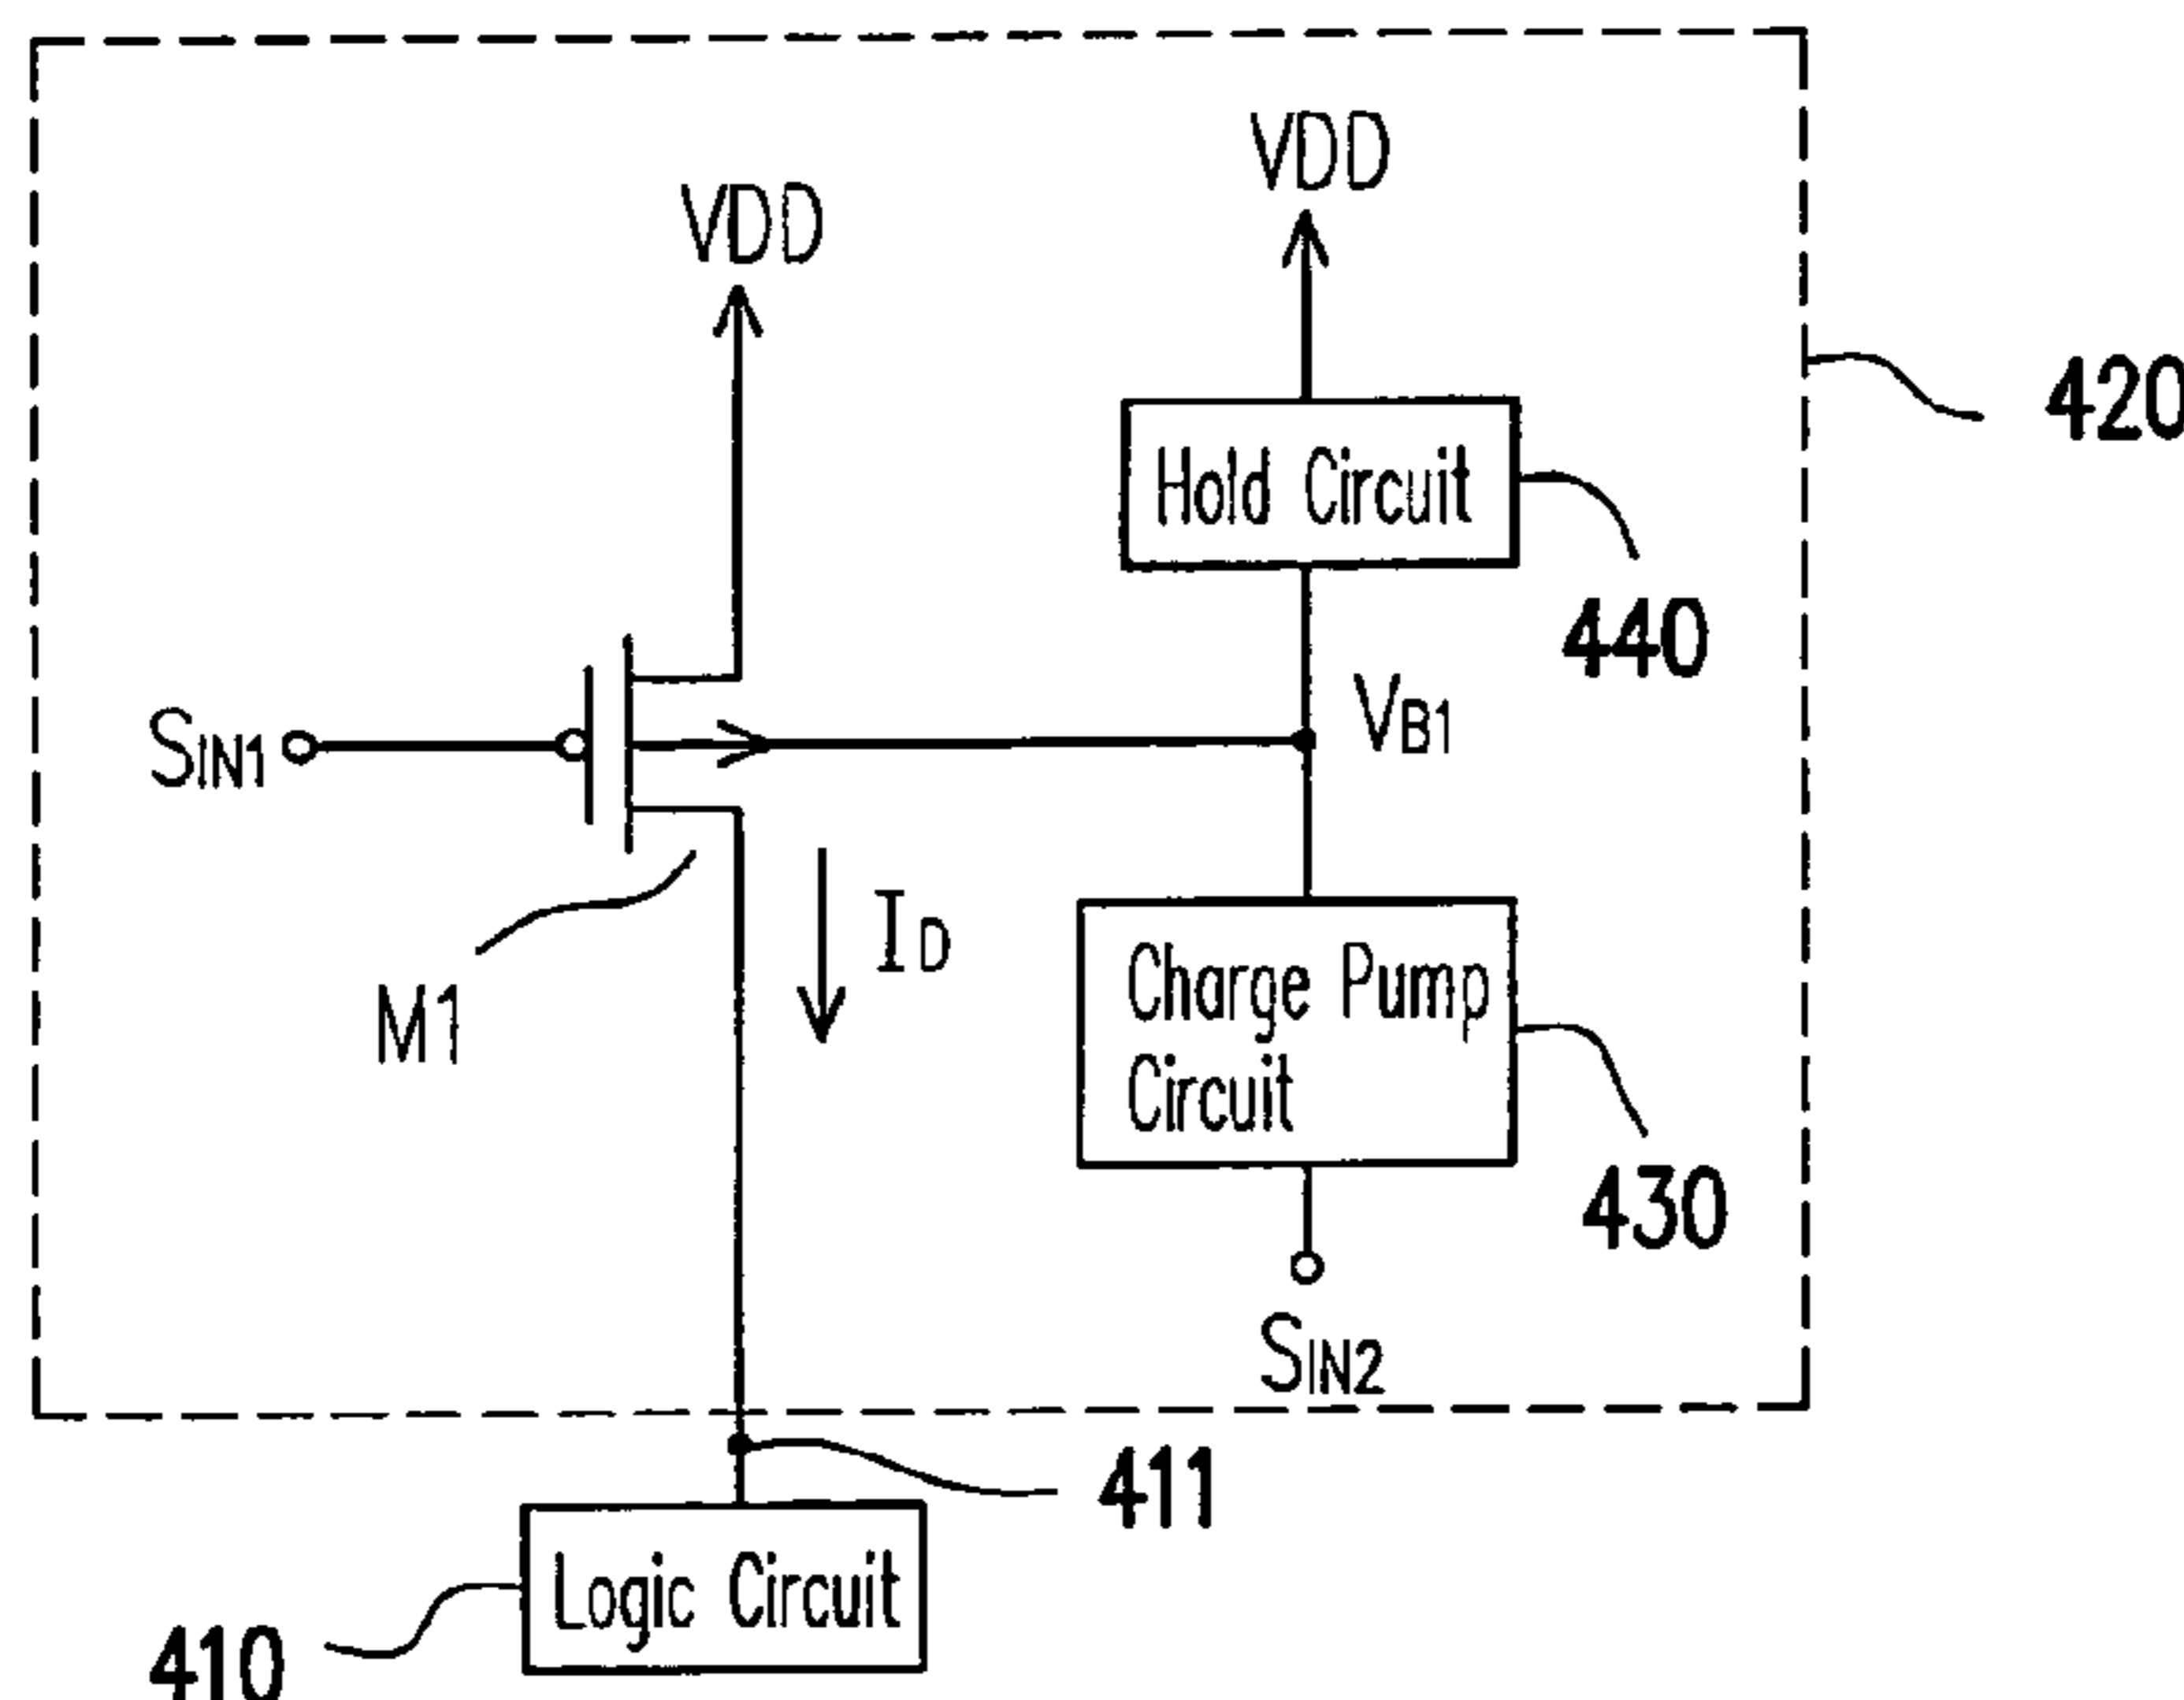 VDD
VDD
420
Hold Circuit
440
SIN1
VB1
ID
M1
Charge Pump
Circuit
430
SIN2
411
Logic Circuit
410